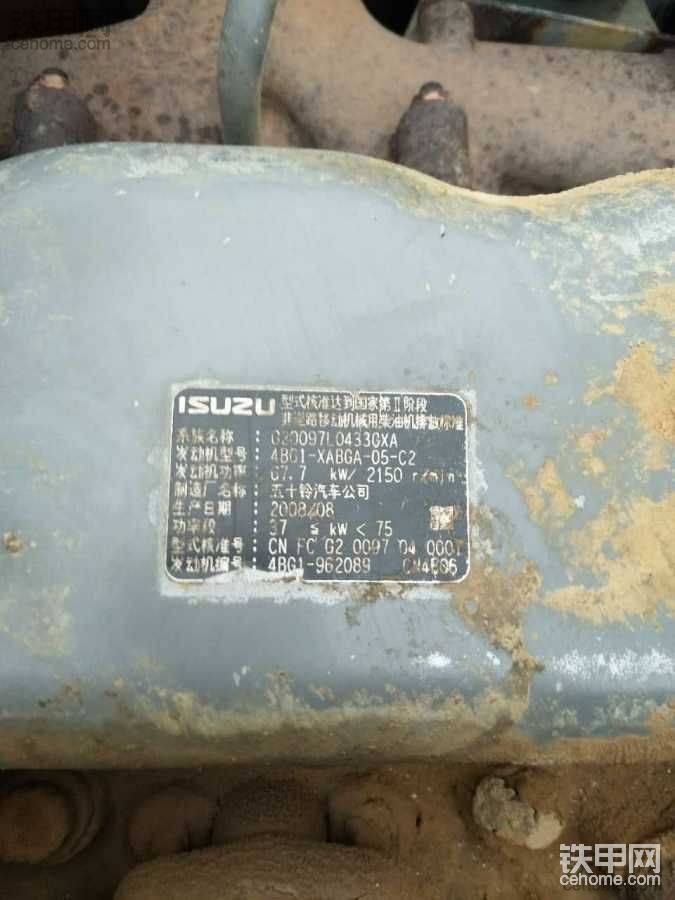 铁甲网
cehome.com
ISUZU 型式核准达到国家第Ⅱ阶段
非道路移动机械用柴油机排放标准
系族名称 : G20097L0433GXA
发动机型号 : 4BG1-XABGA-05-C2
发动机功率 : 67.7 kW/ 2150 r/min
制造厂名称 : 五十铃汽车公司
生产日期 : 2008/08
功率段 : 37 ≤ kW < 75
型式核准号 : CN FC G2 0097 04 0001
发动机编号 : 4BG1-962089
铁甲网
cehome.com